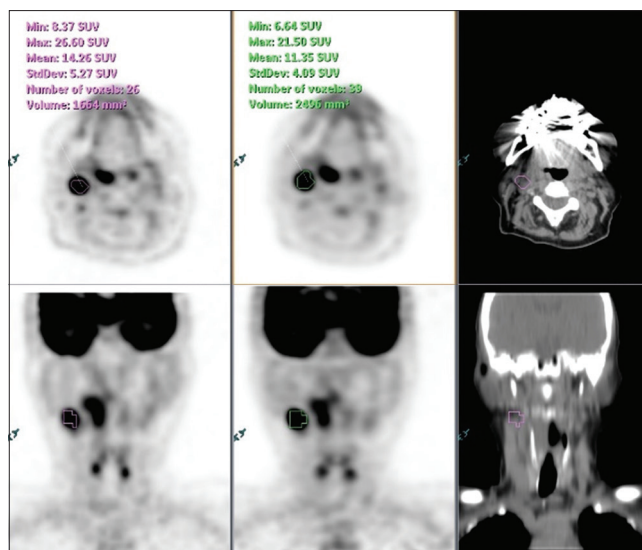 Min: 8.37 SUV
Max: 26.60 SUV
Mean: 14.26 SUV
StdDev: 5.27 SUV
Number of voxels: 26
Volume: 1664 mm³
Min: 6.64 SUV
Max: 21.50 SUV
Mean: 11.35 SUV
StdDev: 4.09 SUV
Number of voxels: 39
Volume: 2496 mm³